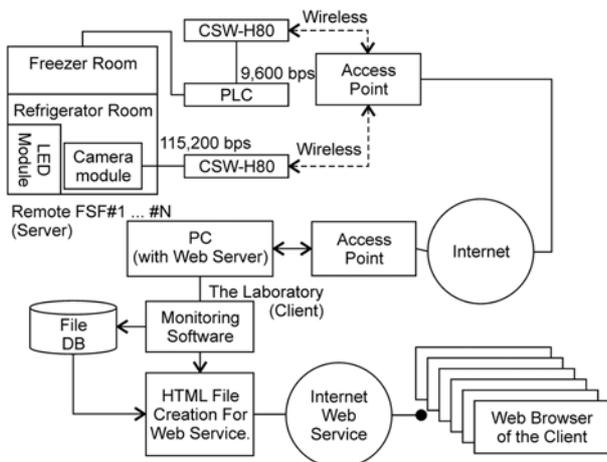 Wireless
CSW-H80
Freezer Room
9,600 bps
Access
Point
PLC
Refrigerator Room
LED
Module
Camera
module
115,200 bps
CSW-H80
Wireless
Remote FSF#1 ... #N
(Server)
PC
(with Web Server)
Access
Point
Internet
The Laboratory
(Client)
File
DB
Monitoring
Software
HTML File
Creation For
Web Service.
Internet
Web
Service
Web Browser
of the Client